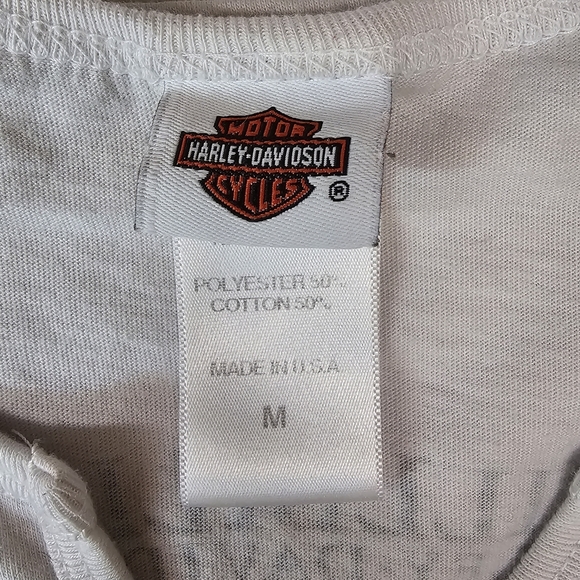 MOTOR
HARLEY-DAVIDSON
CYCLES
®
POLYESTER 50%
COTTON 50%
MADE IN U.S.A
M